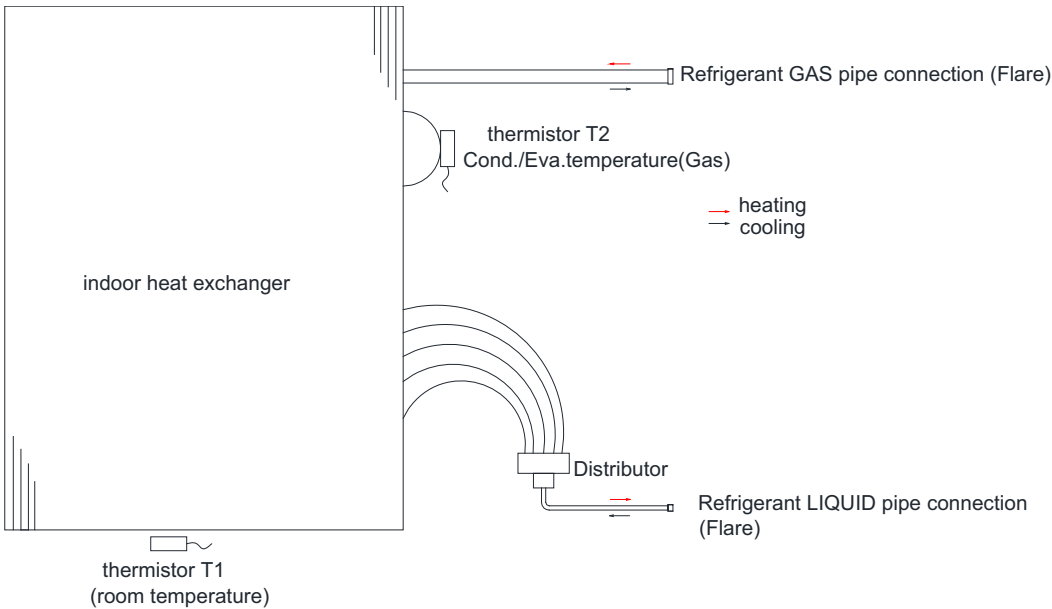 Refrigerant GAS pipe connection (Flare)
thermistor T2
Cond./Eva.temperature(Gas)
heating
cooling
indoor heat exchanger
Distributor
Refrigerant LIQUID pipe connection
(Flare)
thermistor T1
(room temperature)